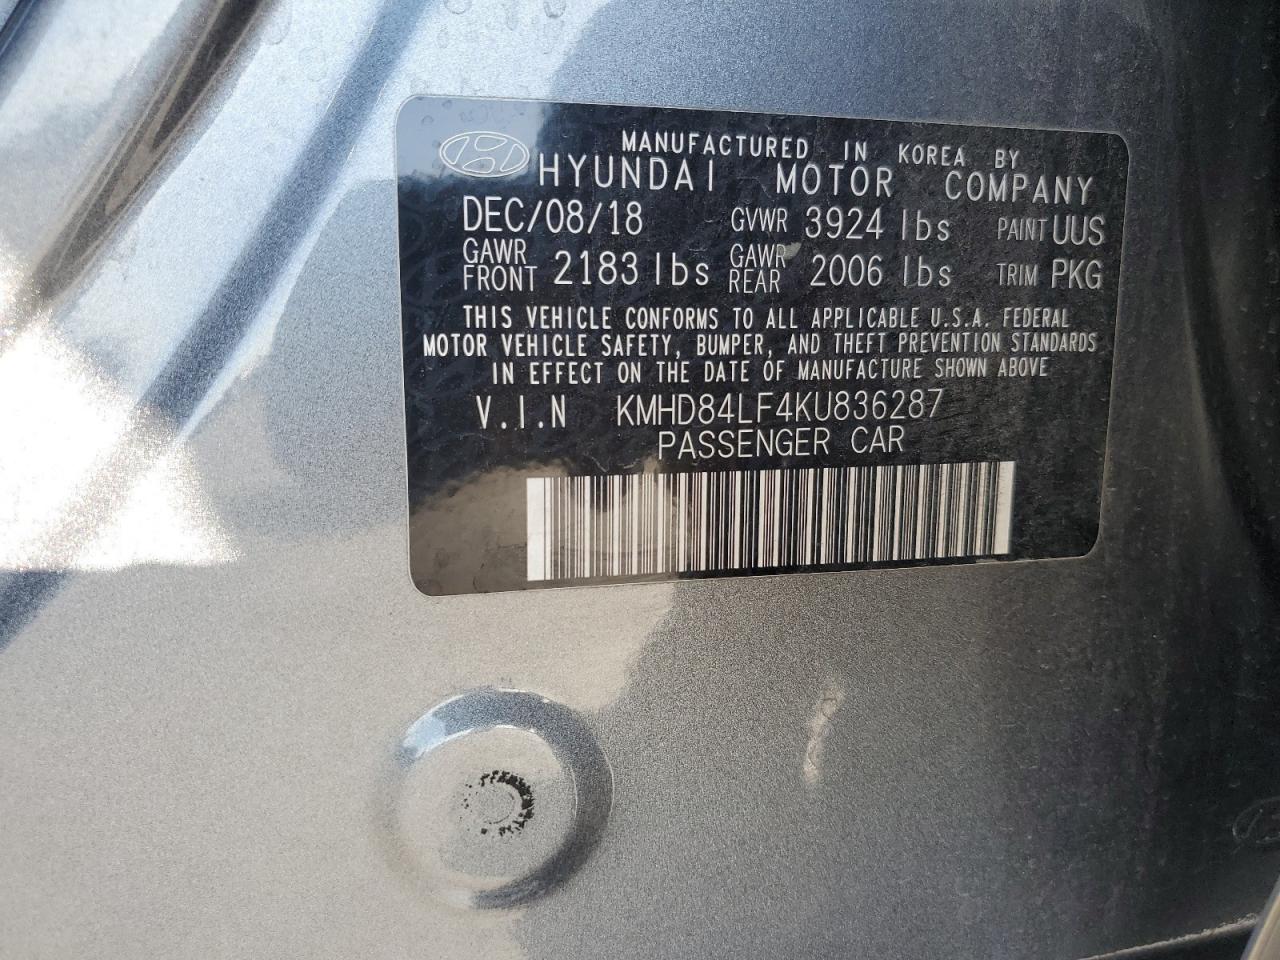 MANUFACTURED IN KOREA BY
HYUNDAI MOTOR COMPANY
DEC/08/18 GVWR 3924 lbs PAINT UUS
GAWR FRONT 2183 lbs GAWR REAR 2006 lbs TRIM PKG
THIS VEHICLE CONFORMS TO ALL APPLICABLE U.S.A. FEDERAL
MOTOR VEHICLE SAFETY, BUMPER, AND THEFT PREVENTION STANDARDS
IN EFFECT ON THE DATE OF MANUFACTURE SHOWN ABOVE
V.I.N KMHD84LF4KU836287
PASSENGER CAR